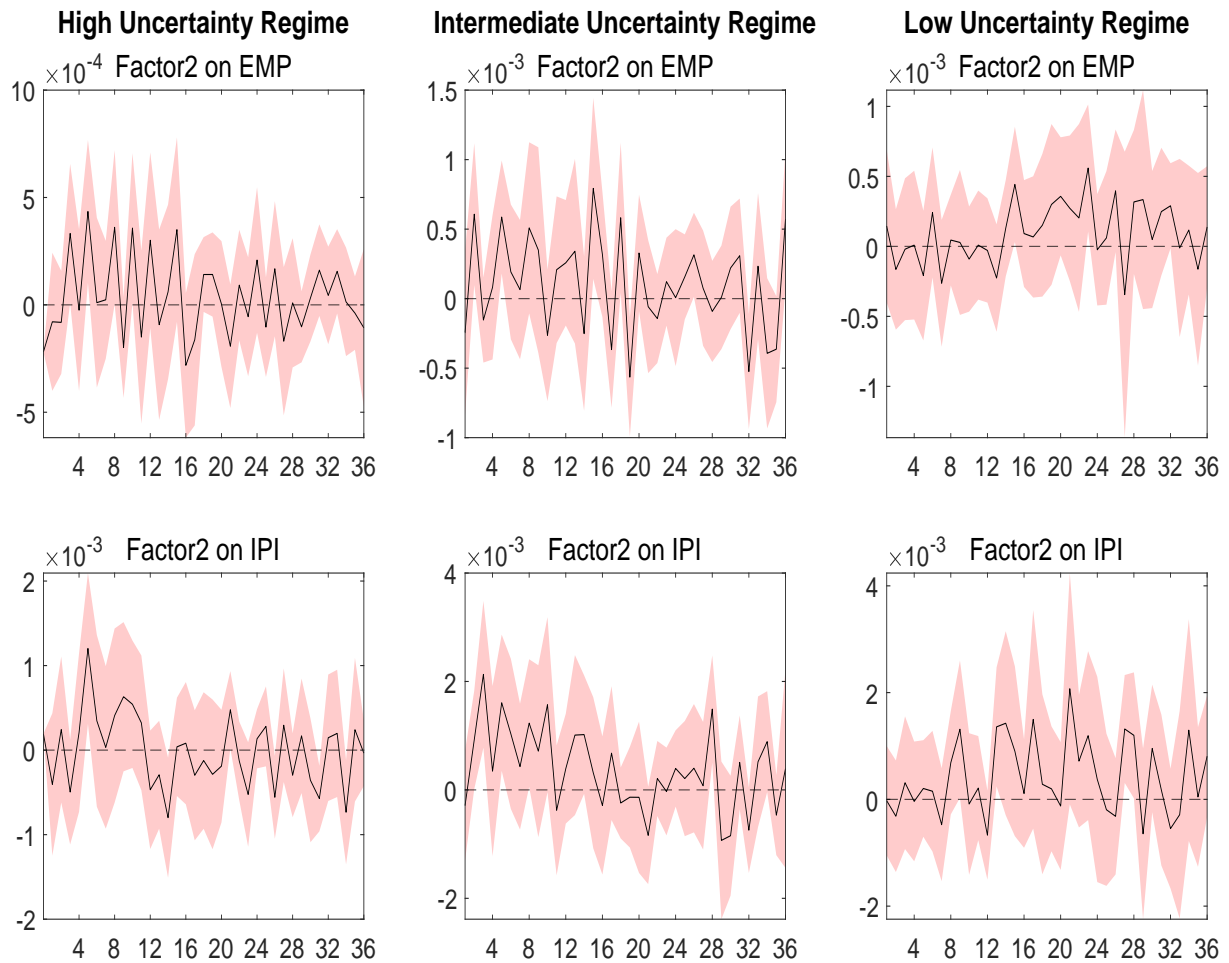 High Uncertainty Regime
Intermediate Uncertainty Regime
Low Uncertainty Regime
×10-4 Factor2 on EMP
10
5
0
-5
4 8 12 16 20 24 28 32 36
×10-3 Factor2 on EMP
1.5
1
0.5
0
-0.5
-1
4 8 12 16 20 24 28 32 36
×10-3 Factor2 on EMP
1
0.5
0
-0.5
-1
4 8 12 16 20 24 28 32 36
×10-3 Factor2 on IPI
2
1
0
-1
-2
4 8 12 16 20 24 28 32 36
×10-3 Factor2 on IPI
4
2
0
-2
4 8 12 16 20 24 28 32 36
×10-3 Factor2 on IPI
4
2
0
-2
4 8 12 16 20 24 28 32 36